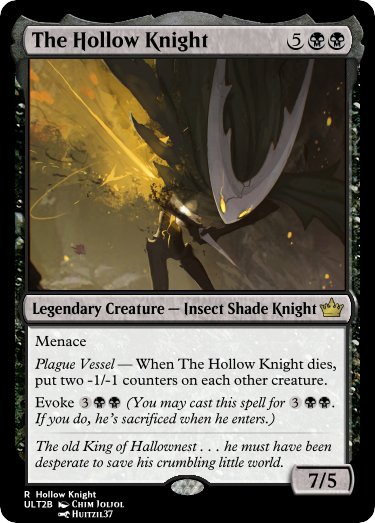 The Hollow Knight 5
Legendary Creature — Insect Shade Knight
Menace
Plague Vessel — When The Hollow Knight dies,
put two -1/-1 counters on each other creature.
Evoke 3 (You may cast this spell for 3 .
If you do, he's sacrificed when he enters.)
The old King of Hallownest . . . he must have been
desperate to save his crumbling little world.
7/5
R Hollow Knight
ULT2B Chim Joljol
Huitzil37